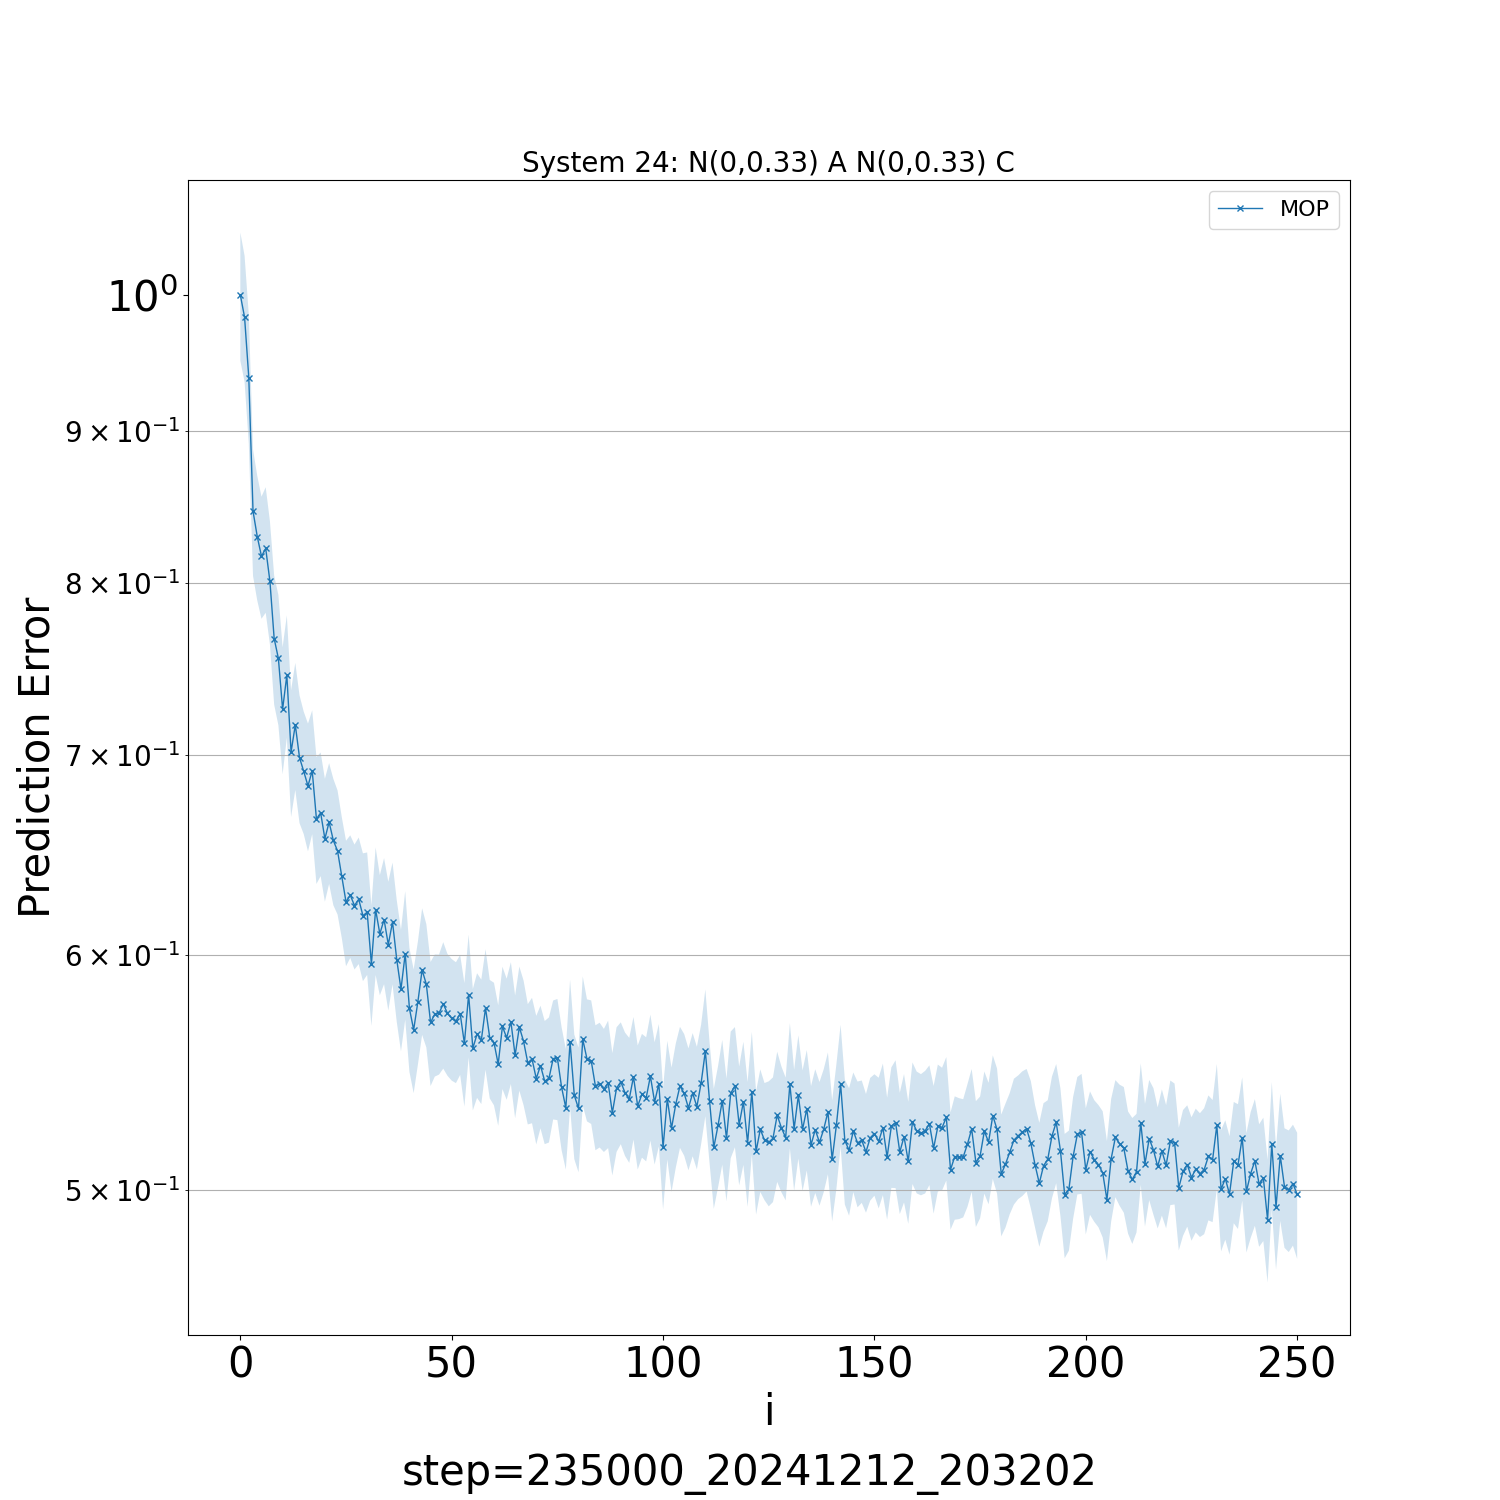 System 24: N(0,0.33) A N(0,0.33) C
MOP
10⁰
9 × 10⁻¹
8 × 10⁻¹
7 × 10⁻¹
6 × 10⁻¹
5 × 10⁻¹
Prediction Error
0 50 100 150 200 250
i
step=235000_20241212_203202